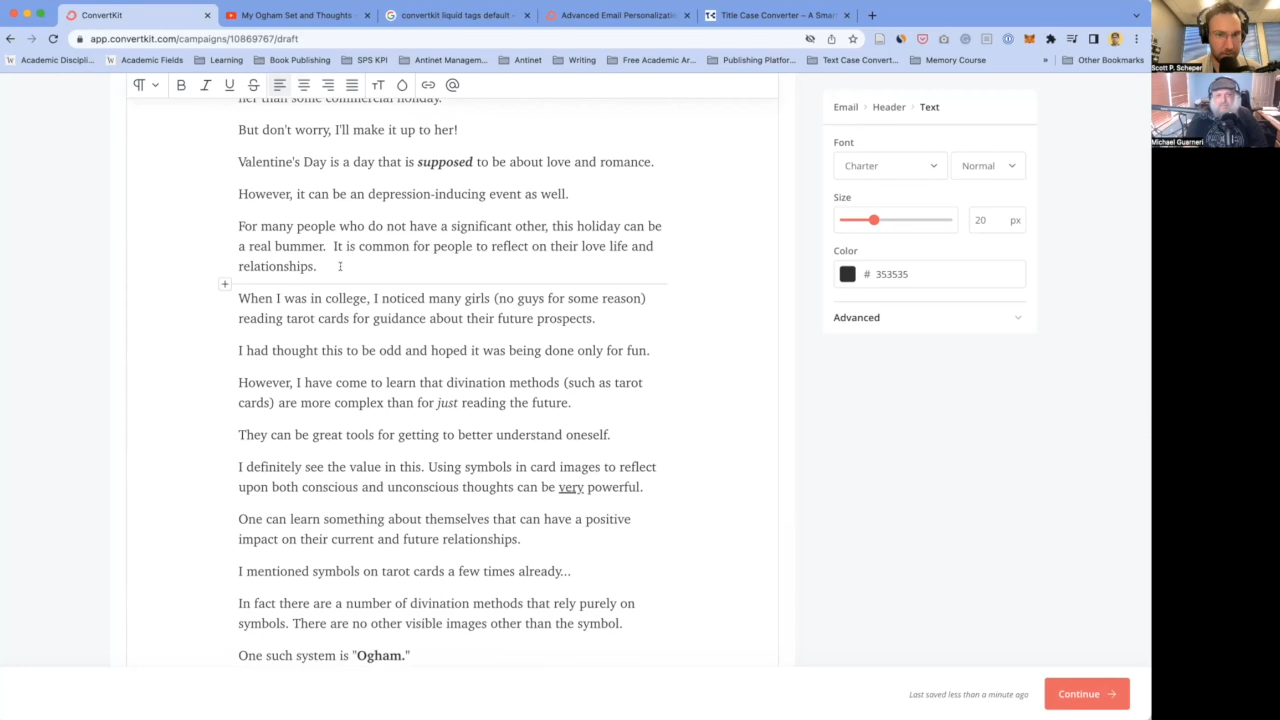 ConvertKit
My Ogham Set and Thoughts
convertkit liquid tags default -
Advanced Email Personalizatio
Title Case Converter – A Smar
app.convertkit.com/campaigns/10869767/draft
Academic Discipli...
Academic Fields
Literature
Book Publishing
SPS KPI
Antinet Managem...
Antinet
Writing
Free Academic Ar...
Publishing Platfo...
Text Case Convert...
Memory Course
»
Other Bookmarks
Scott P. Scheper
Michael Guarneri
her than some commercial holiday.
But don't worry, I'll make it up to her!
Valentine's Day is a day that is supposed to be about love and romance.
However, it can be an depression-inducing event as well.
For many people who do not have a significant other, this holiday can be
a real bummer.  It is common for people to reflect on their love life and
relationships.
When I was in college, I noticed many girls (no guys for some reason)
reading tarot cards for guidance about their future prospects.
I had thought this to be odd and hoped it was being done only for fun.
However, I have come to learn that divination methods (such as tarot
cards) are more complex than for just reading the future.
They can be great tools for getting to better understand oneself.
I definitely see the value in this. Using symbols in card images to reflect
upon both conscious and unconscious thoughts can be very powerful.
One can learn something about themselves that can have a positive
impact on their current and future relationships.
I mentioned symbols on tarot cards a few times already...
In fact there are a number of divination methods that rely purely on
symbols. There are no other visible images other than the symbol.
One such system is "Ogham."
Email > Header > Text
Font
Charter
Normal
Size
20 px
Color
# 353535
Advanced
Last saved less than a minute ago
Continue →